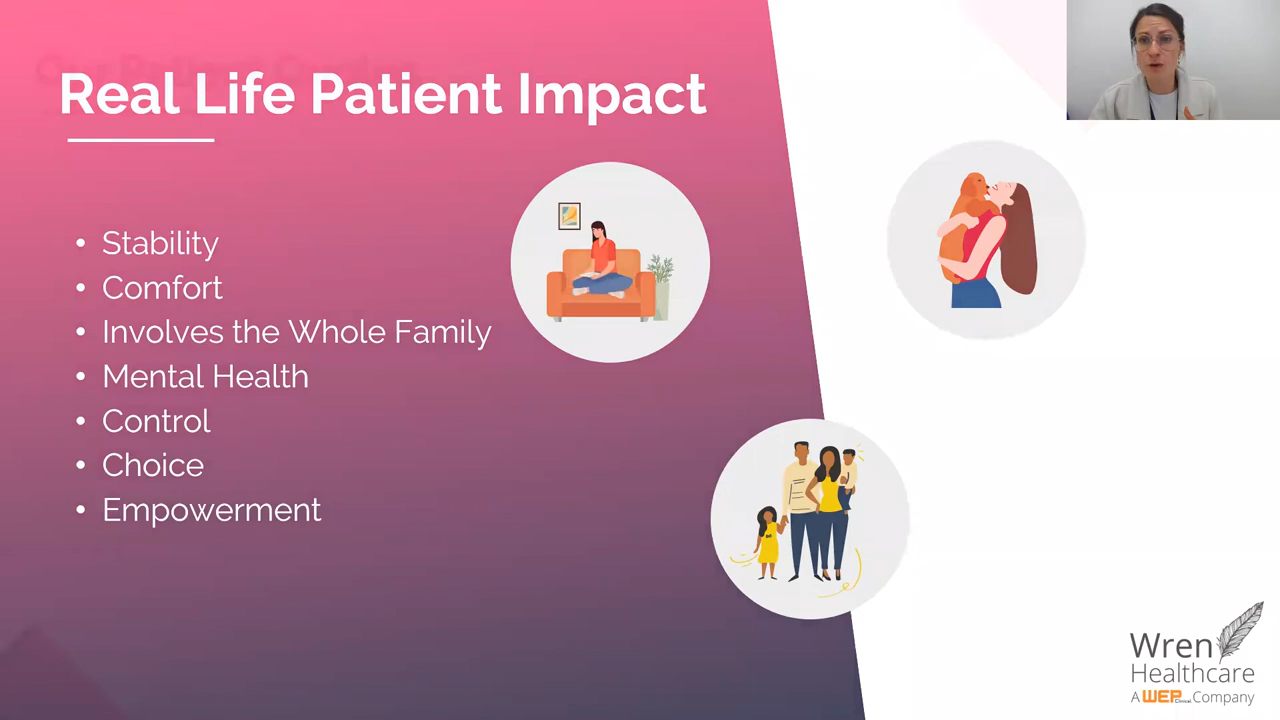 Real Life Patient Impact
• Stability
• Comfort
• Involves the Whole Family
• Mental Health
• Control
• Choice
• Empowerment
Wren
Healthcare
A WEP Clinical Company